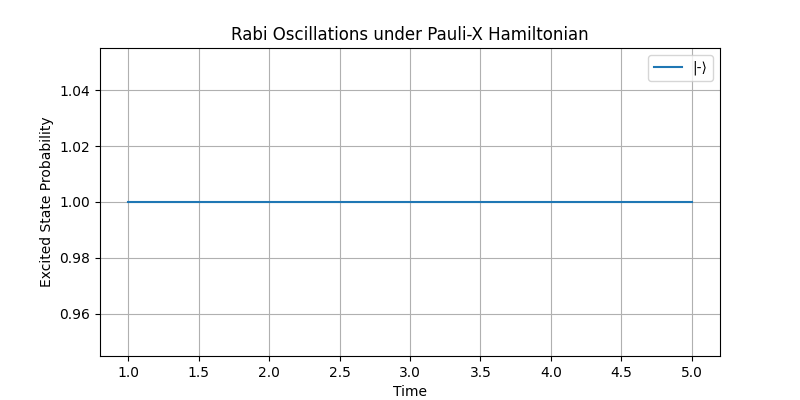 Rabi Oscillations under Pauli-X Hamiltonian
|-⟩
Excited State Probability
1.04
1.02
1.00
0.98
0.96
1.0 1.5 2.0 2.5 3.0 3.5 4.0 4.5 5.0
Time